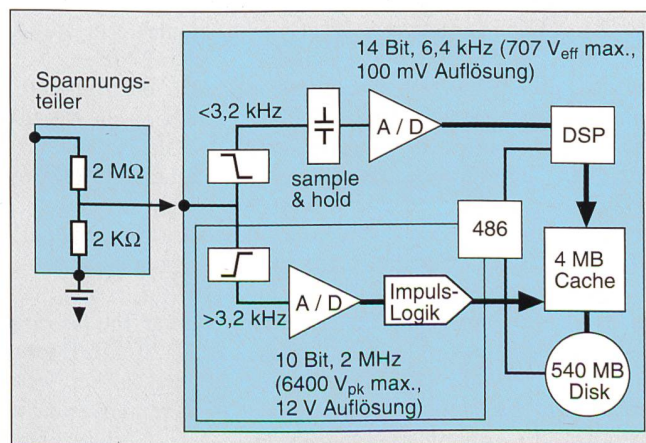 14 Bit, 6,4 kHz (707 Veff max.,
100 mV Auflösung)
Spannungs-
teiler
<3,2 kHz
A / D
DSP
2 MΩ
sample
& hold
2 KΩ
486
4 MB
Cache
>3,2 kHz
A / D
Impuls-
Logik
10 Bit, 2 MHz
(6400 Vpk max.,
12 V Auflösung)
540 MB
Disk